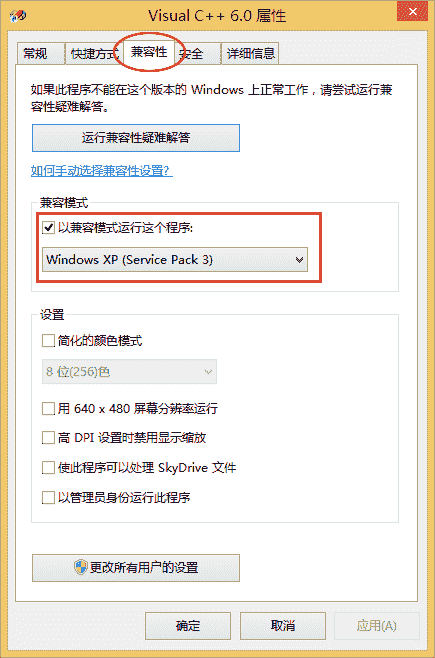 Visual C++ 6.0 属性
常规 快捷方式 兼容性 安全 详细信息
如果此程序不能在这个版本的 Windows 上正常工作，请尝试运行兼
容性疑难解答。
运行兼容性疑难解答
如何手动选择兼容性设置?
兼容模式
以兼容模式运行这个程序:
Windows XP (Service Pack 3)
设置
简化的颜色模式
8 位(256)色
用 640 x 480 屏幕分辨率运行
高 DPI 设置时禁用显示缩放
使此程序可以处理 SkyDrive 文件
以管理员身份运行此程序
更改所有用户的设置
确定 取消 应用(A)